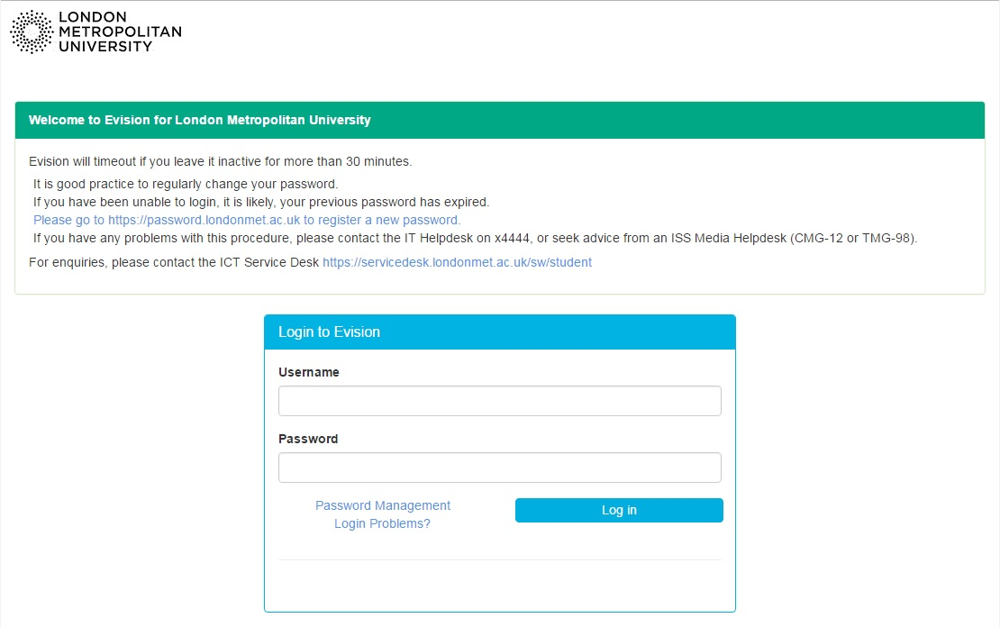 LONDON
METROPOLITAN
UNIVERSITY
Welcome to Evision for London Metropolitan University
Evision will timeout if you leave it inactive for more than 30 minutes.
It is good practice to regularly change your password.
If you have been unable to login, it is likely, your previous password has expired.
Please go to https://password.londonmet.ac.uk to register a new password.
If you have any problems with this procedure, please contact the IT Helpdesk on x4444, or seek advice from an ISS Media Helpdesk (CMG-12 or TMG-98).
For enquiries, please contact the ICT Service Desk https://servicedesk.londonmet.ac.uk/sw/student
Login to Evision
Username
Password
Password Management
Login Problems?
Log in